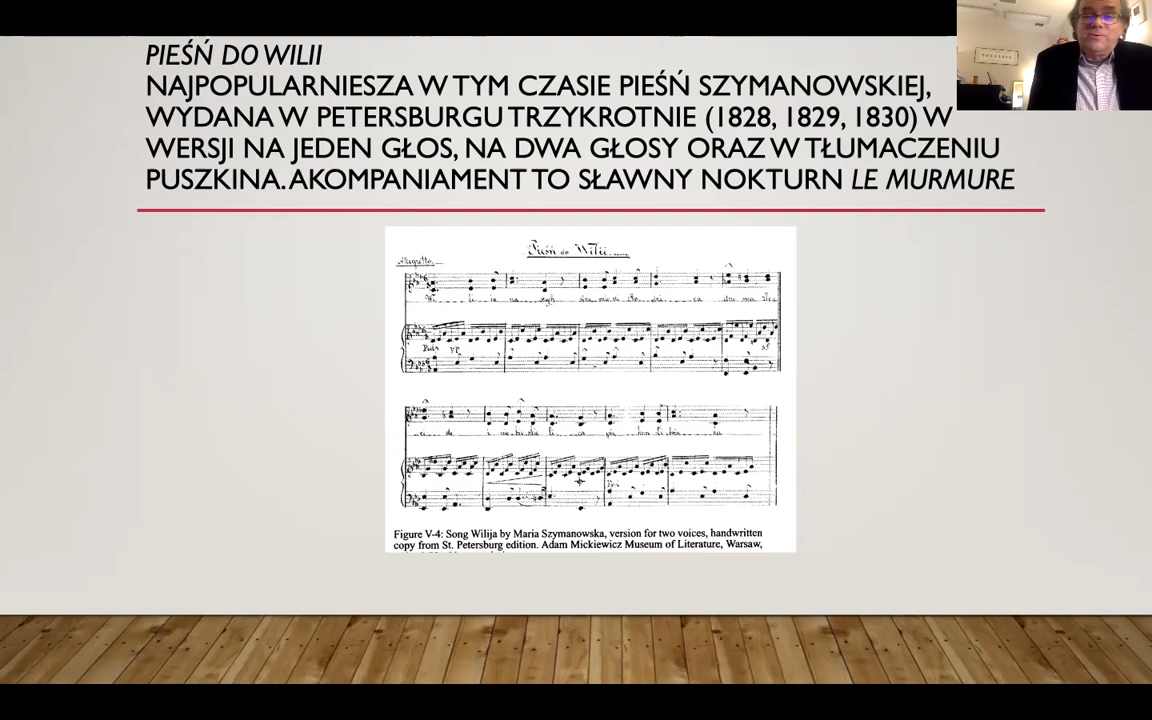 PIEŚŃ DO WILII
NAJPOPULARNIESZA W TYM CZASIE PIEŚŃ SZYMANOWSKIEJ,
WYDANA W PETERSBURGU TRZYKROTNIE (1828, 1829, 1830) W
WERSJI NA JEDEN GŁOS, NA DWA GŁOSY ORAZ W TŁUMACZENIU
PUSZKINA. AKOMPANIAMENT TO SŁAWNY NOKTURN LE MURMURE
Pieśń do Wilii
Allegretto
Figure V-4: Song Wilija by Maria Szymanowska, version for two voices, handwritten
copy from St. Petersburg edition. Adam Mickiewicz Museum of Literature, Warsaw,